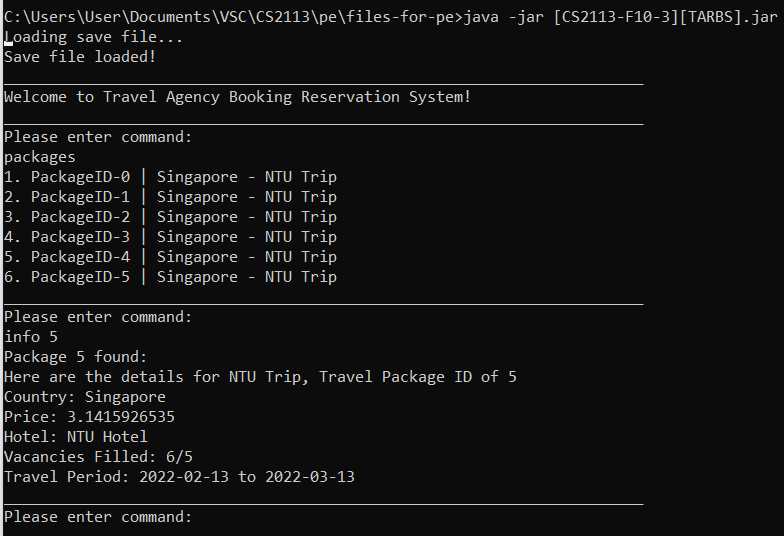 C:\Users\User\Documents\VSC\CS2113\pe\files-for-pe>java -jar [CS2113-F10-3][TARBS].jar
Loading save file...
Save file loaded!
_______________________________________________________________________
Welcome to Travel Agency Booking Reservation System!
_______________________________________________________________________
Please enter command:
packages
1. PackageID-0 | Singapore - NTU Trip
2. PackageID-1 | Singapore - NTU Trip
3. PackageID-2 | Singapore - NTU Trip
4. PackageID-3 | Singapore - NTU Trip
5. PackageID-4 | Singapore - NTU Trip
6. PackageID-5 | Singapore - NTU Trip
_______________________________________________________________________
Please enter command:
info 5
Package 5 found:
Here are the details for NTU Trip, Travel Package ID of 5
Country: Singapore
Price: 3.1415926535
Hotel: NTU Hotel
Vacancies Filled: 6/5
Travel Period: 2022-02-13 to 2022-03-13
_______________________________________________________________________
Please enter command: